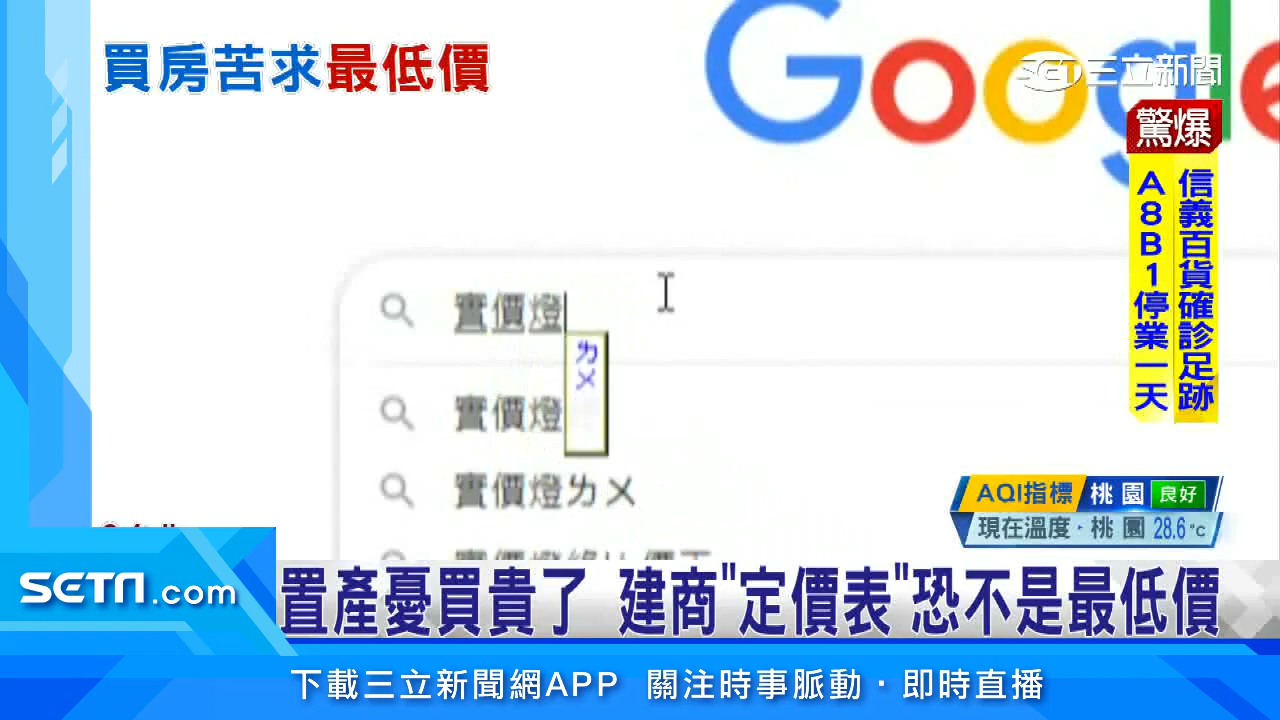 買房苦求最低價
Google
SET三立新聞
驚爆
信義百貨確診足跡
A8B1停業一天
實價燈
ㄌㄨ
實價燈
實價燈ㄌㄨ
AQI指標 桃園 良好
現在溫度·桃園 28.6°C
SETN.com
置產憂買貴了 建商"定價表"恐不是最低價
下載三立新聞網APP 關注時事脈動·即時直播